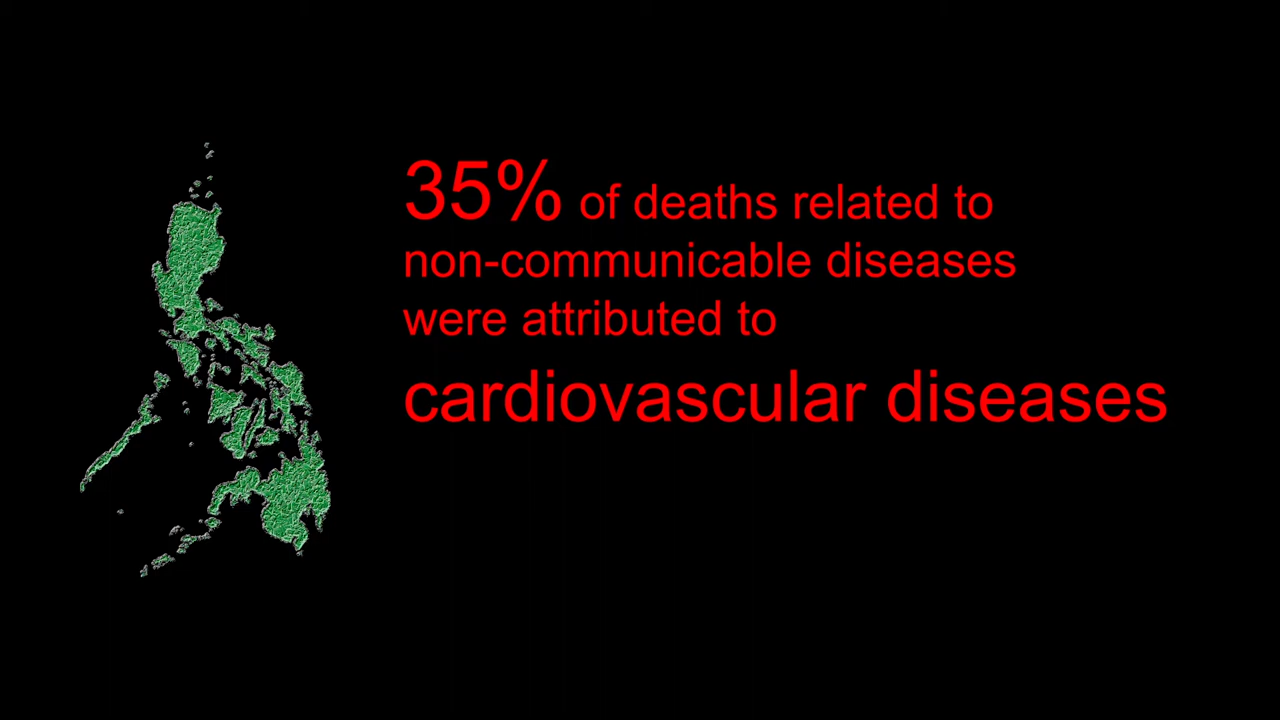 35% of deaths related to
non-communicable diseases
were attributed to
cardiovascular diseases